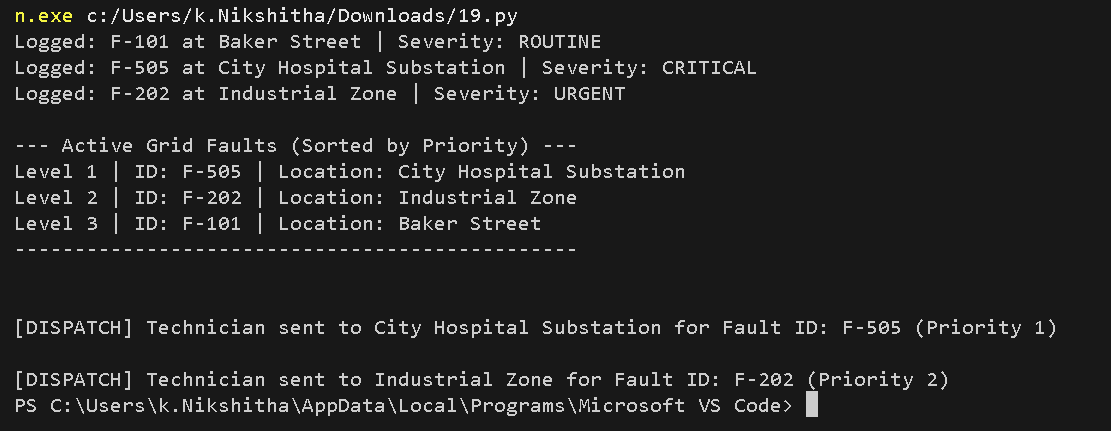 n.exe c:/Users/k.Nikshitha/Downloads/19.py
Logged: F-101 at Baker Street | Severity: ROUTINE
Logged: F-505 at City Hospital Substation | Severity: CRITICAL
Logged: F-202 at Industrial Zone | Severity: URGENT
--- Active Grid Faults (Sorted by Priority) ---
Level 1 | ID: F-505 | Location: City Hospital Substation
Level 2 | ID: F-202 | Location: Industrial Zone
Level 3 | ID: F-101 | Location: Baker Street
-----------------------------------------------
[DISPATCH] Technician sent to City Hospital Substation for Fault ID: F-505 (Priority 1)
[DISPATCH] Technician sent to Industrial Zone for Fault ID: F-202 (Priority 2)
PS C:\Users\k.Nikshitha\AppData\Local\Programs\Microsoft VS Code>